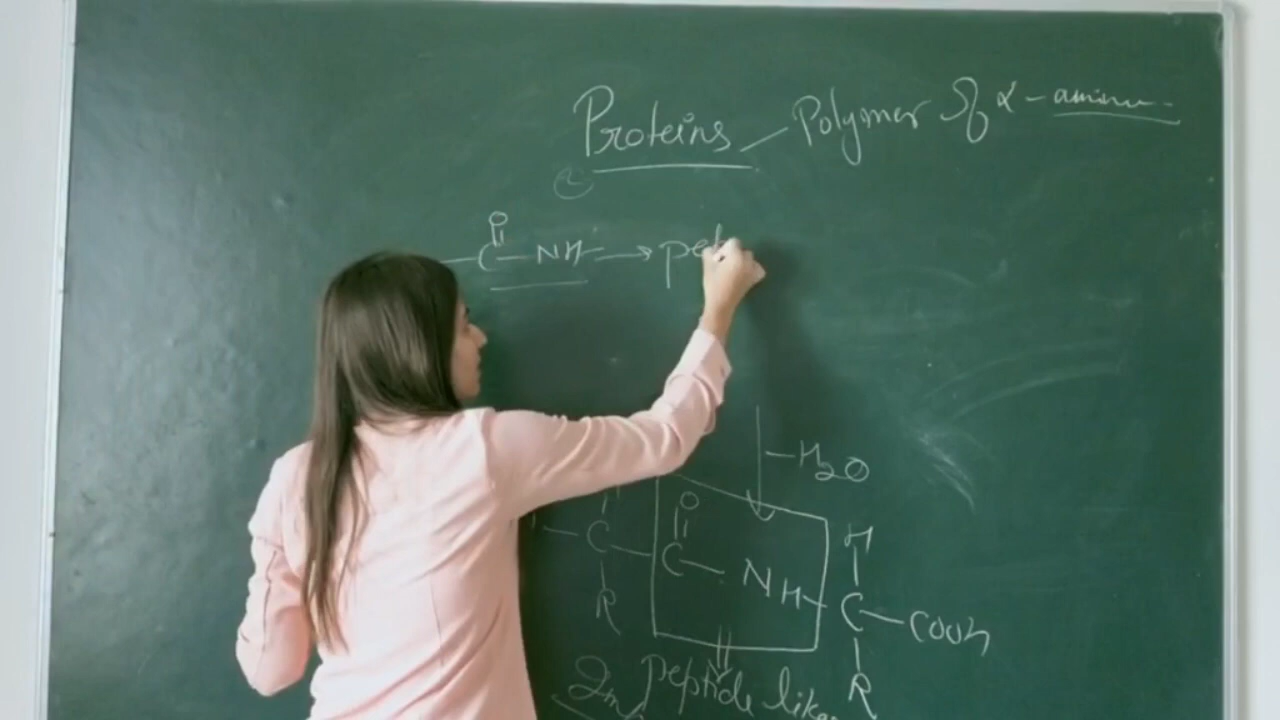 Proteins – Polymer of α - amino
O
– C – NH – → pe
– H2O
O H
– C – C – NH – C – COOH
R R
peptide